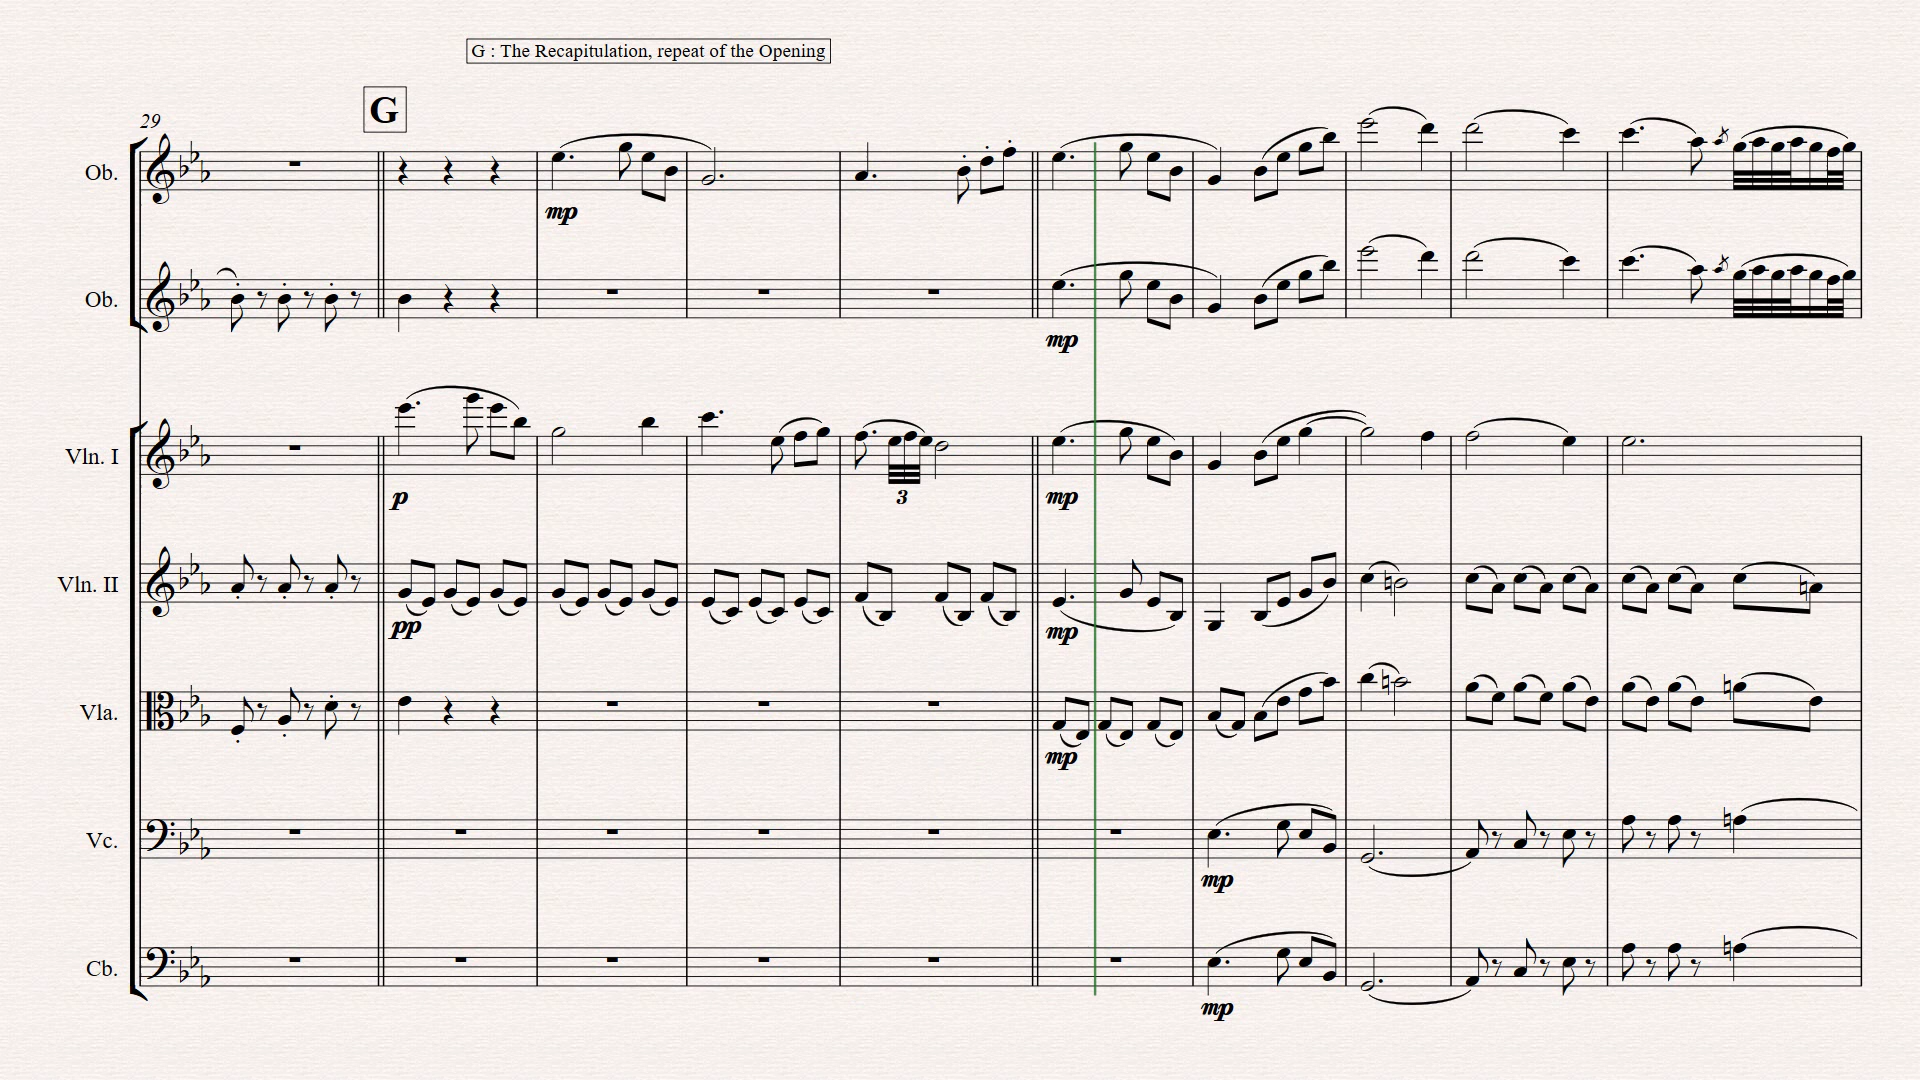 G : The Recapitulation, repeat of the Opening
G
29
Ob.
mp
Ob.
mp
Vln. I
p
3
mp
Vln. II
pp
mp
Vla.
mp
Vc.
mp
Cb.
mp